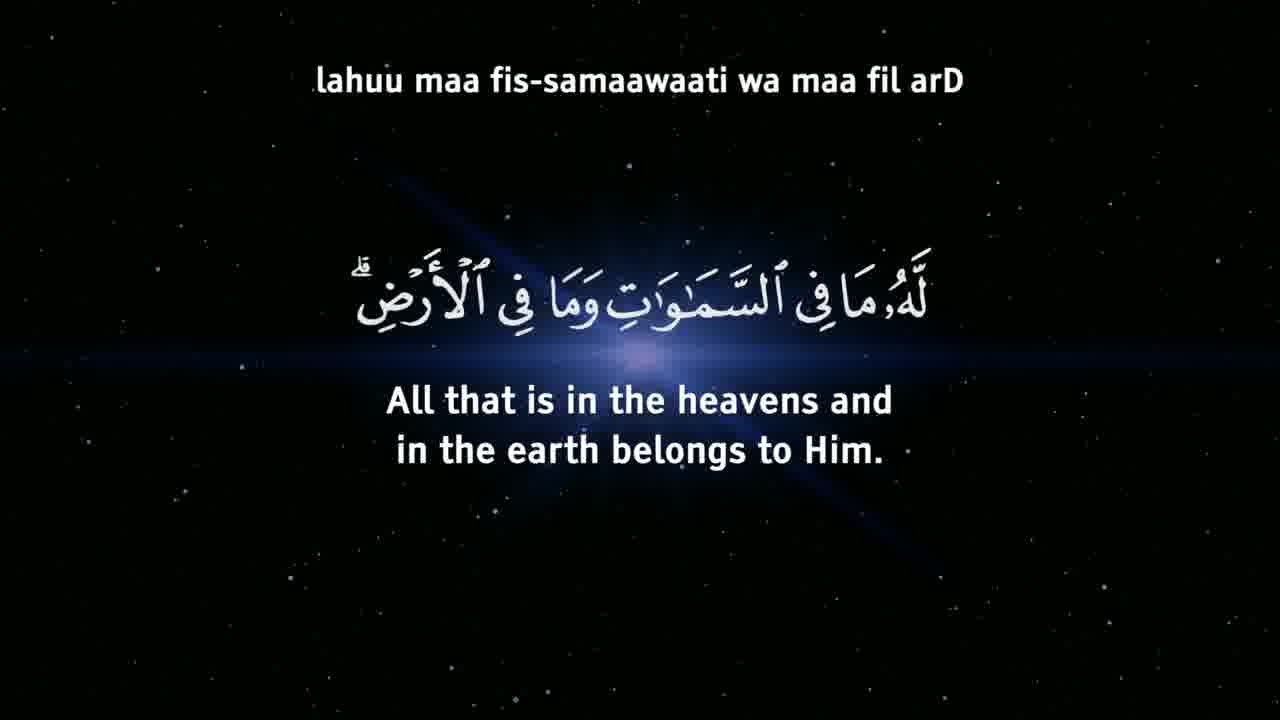 lahuu maa fis-samaawaati wa maa fil arD
لَّهُۥ مَا فِى ٱلسَّمَـٰوَٰتِ وَمَا فِى ٱلْأَرْضِ ۗ
All that is in the heavens and
in the earth belongs to Him.